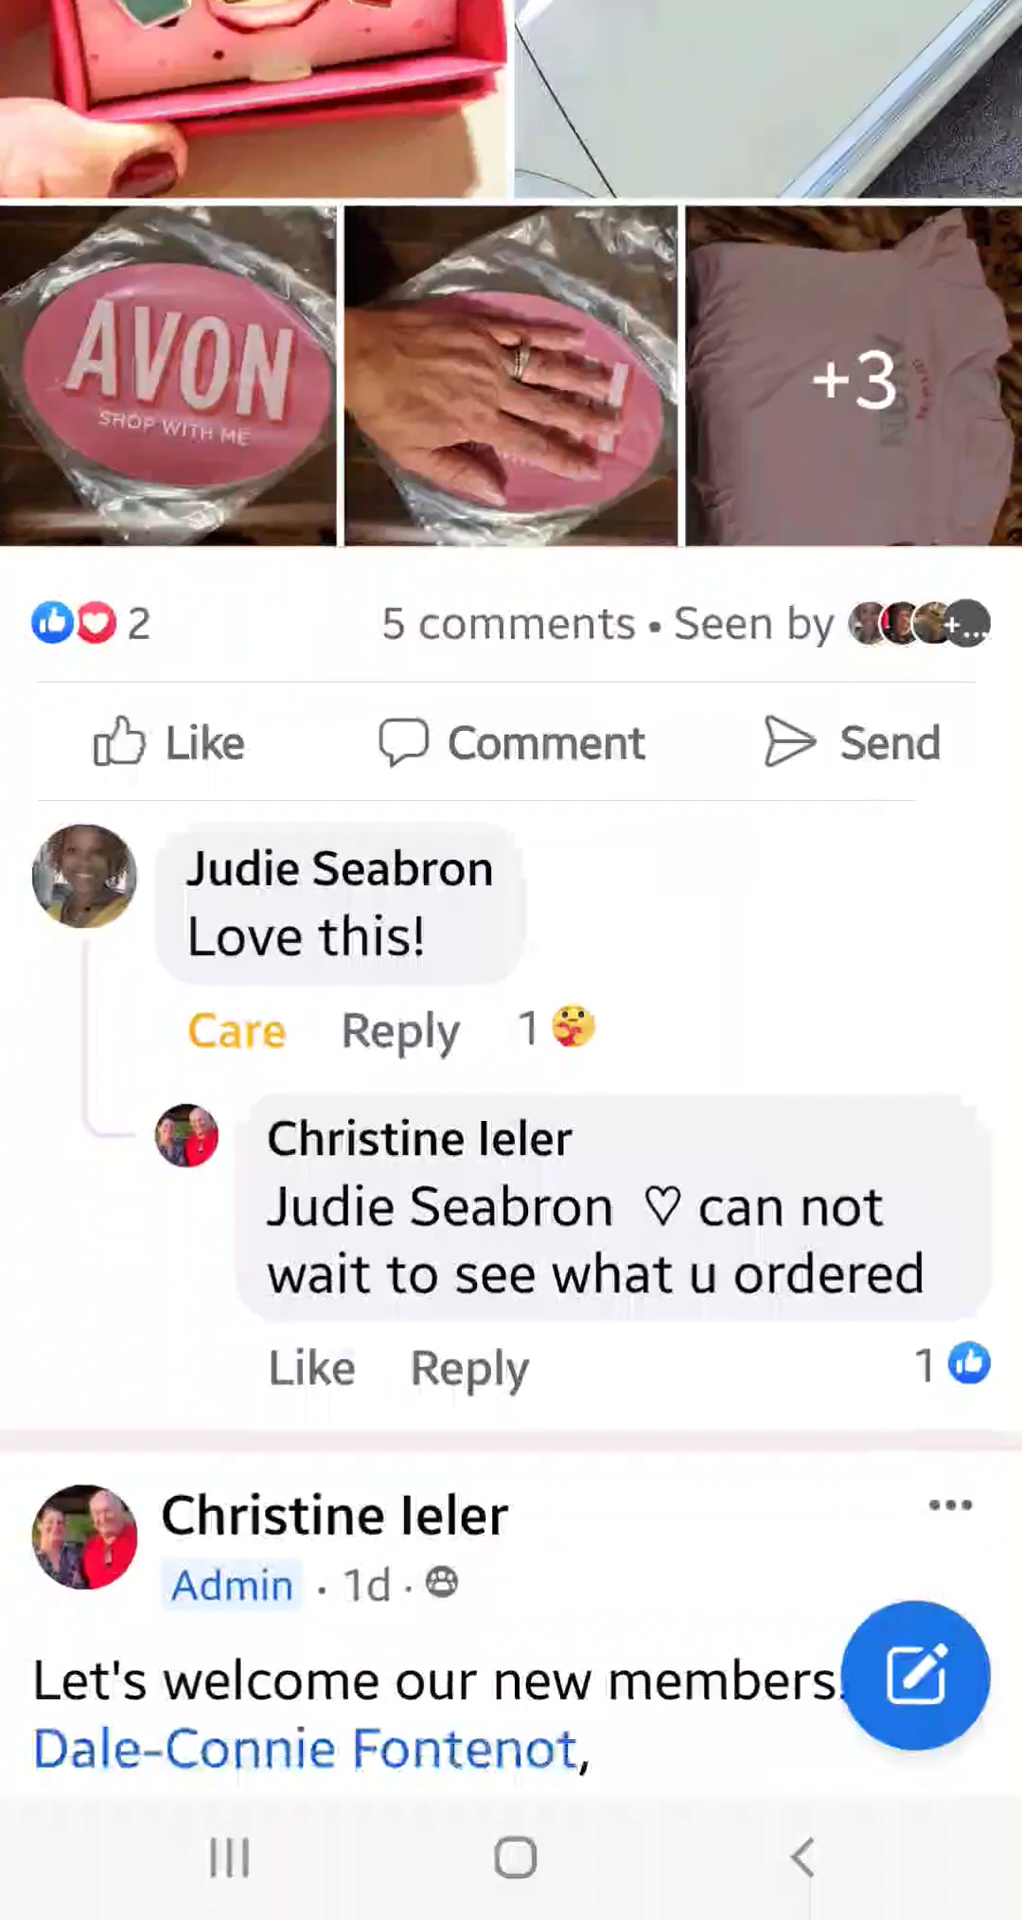 AVON
SHOP WITH ME
+3
2
5 comments • Seen by
+...
Like
Comment
Send
Judie Seabron
Love this!
Care
Reply
1
Christine Ieler
Judie Seabron ♡ can not
wait to see what u ordered
Like
Reply
1
Christine Ieler
Admin · 1d ·
Let's welcome our new members:
Dale-Connie Fontenot,